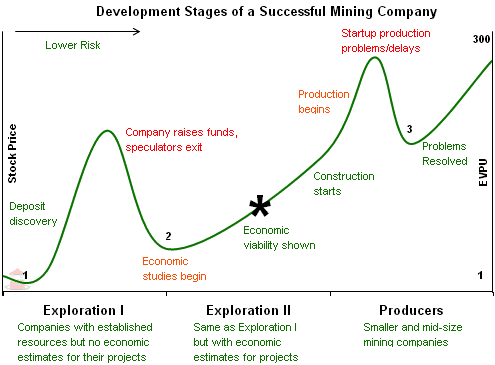 Development Stages of a Successful Mining Company
Lower Risk
Startup production
problems/delays
300
Production
begins
Company raises funds,
speculators exit
3
Problems
Resolved
Stock Price
EVPU
Construction
starts
Deposit
discovery
2
Economic
viability shown
Economic
studies begin
1
1
Exploration I
Exploration II
Producers
Companies with established
resources but no economic
estimates for their projects
Same as Exploration I
but with economic
estimates for projects
Smaller and mid-size
mining companies